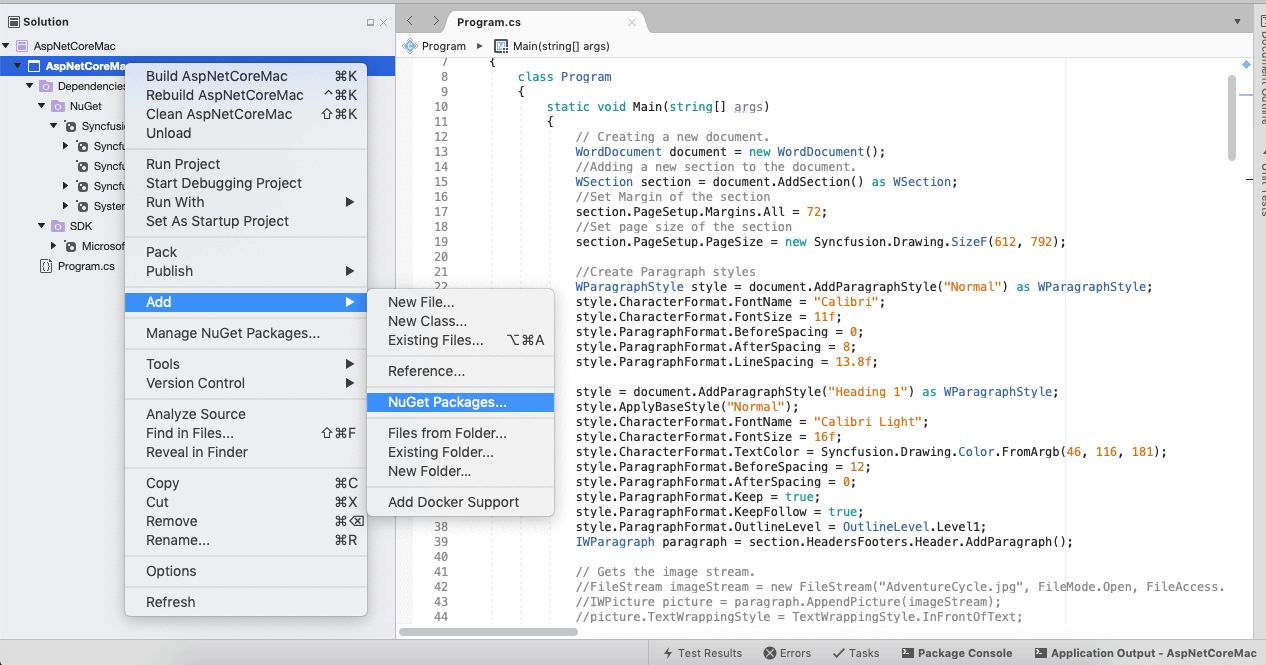 Solution
AspNetCoreMac
AspNetCoreMa
Dependencies
NuGet
Syncfusi
Syncfu
Syncfu
Syncfu
System
SDK
Microsof
Program.cs
Build AspNetCoreMac ⌘K
Rebuild AspNetCoreMac ^⌘K
Clean AspNetCoreMac ⇧⌘K
Unload
Run Project
Start Debugging Project
Run With
Set As Startup Project
Pack
Publish
Add
Manage NuGet Packages...
Tools
Version Control
Analyze Source
Find in Files... ⇧⌘F
Reveal in Finder
Copy ⌘C
Cut ⌘X
Remove ⌘⌫
Rename... ⌘R
Options
Refresh
New File...
New Class...
Existing Files... ⌥⌘A
Reference...
NuGet Packages...
Files from Folder...
Existing Folder...
New Folder...
Add Docker Support
Program.cs
Program ▶ M Main(string[] args)
7 {
8 class Program
9 {
10 static void Main(string[] args)
11 {
12 // Creating a new document.
13 WordDocument document = new WordDocument();
14 //Adding a new section to the document.
15 WSection section = document.AddSection() as WSection;
16 //Set Margin of the section
17 section.PageSetup.Margins.All = 72;
18 //Set page size of the section
19 section.PageSetup.PageSize = new Syncfusion.Drawing.SizeF(612, 792);
20
21 //Create Paragraph styles
22 WParagraphStyle style = document.AddParagraphStyle("Normal") as WParagraphStyle;
style.CharacterFormat.FontName = "Calibri";
style.CharacterFormat.FontSize = 11f;
style.ParagraphFormat.BeforeSpacing = 0;
style.ParagraphFormat.AfterSpacing = 8;
style.ParagraphFormat.LineSpacing = 13.8f;
style = document.AddParagraphStyle("Heading 1") as WParagraphStyle;
style.ApplyBaseStyle("Normal");
style.CharacterFormat.FontName = "Calibri Light";
style.CharacterFormat.FontSize = 16f;
style.CharacterFormat.TextColor = Syncfusion.Drawing.Color.FromArgb(46, 116, 181);
style.ParagraphFormat.BeforeSpacing = 12;
style.ParagraphFormat.AfterSpacing = 0;
style.ParagraphFormat.Keep = true;
style.ParagraphFormat.KeepFollow = true;
38 style.ParagraphFormat.OutlineLevel = OutlineLevel.Level1;
39 IWParagraph paragraph = section.HeadersFooters.Header.AddParagraph();
40
41 // Gets the image stream.
42 //FileStream imageStream = new FileStream("AdventureCycle.jpg", FileMode.Open, FileAccess.
43 //IWPicture picture = paragraph.AppendPicture(imageStream);
44 //picture.TextWrappingStyle = TextWrappingStyle.InFrontOfText;
Document Outline
Unit Tests
Test Results
Errors
Tasks
Package Console
Application Output - AspNetCoreMac